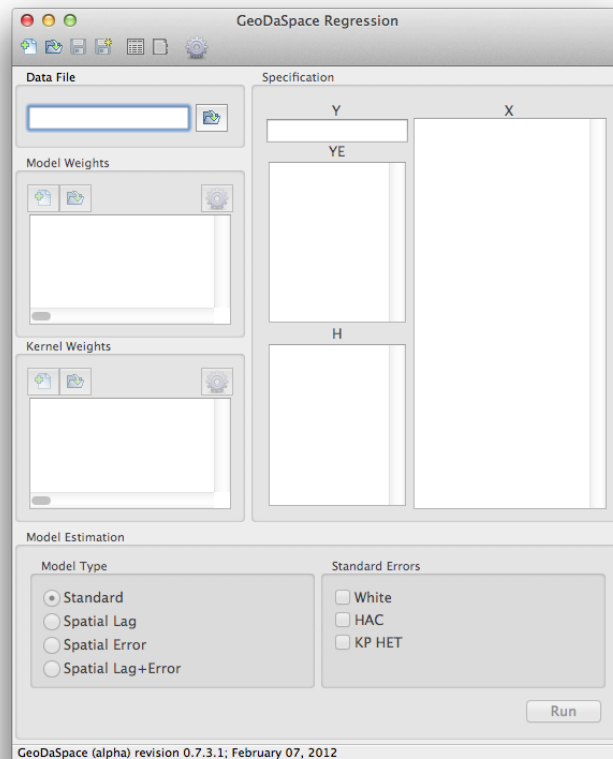 GeoDaSpace Regression
Data File
Specification
Y
X
YE
Model Weights
H
Kernel Weights
Model Estimation
Model Type
Standard Errors
Standard
White
Spatial Lag
HAC
Spatial Error
KP HET
Spatial Lag+Error
Run
GeoDaSpace (alpha) revision 0.7.3.1; February 07, 2012